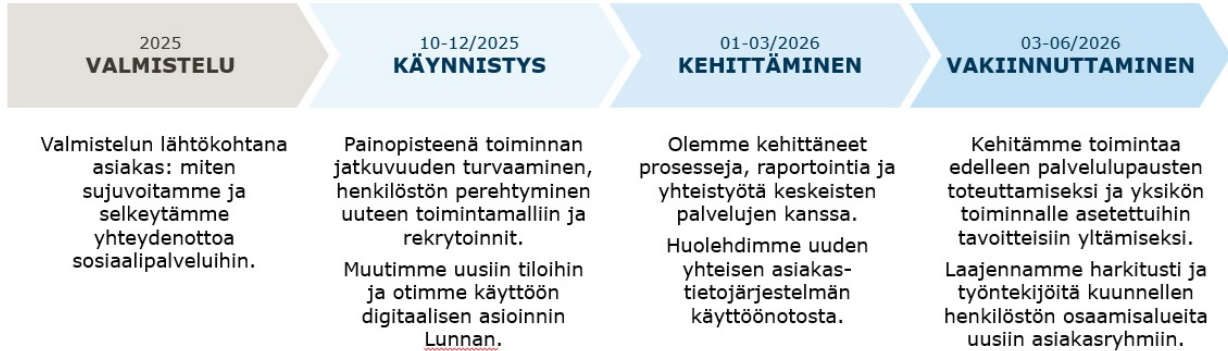 2025
VALMISTELU
Valmistelun lähtökohtana
asiakas: miten
sujuvoitamme ja
selkeytämme
yhteydenottoa
sosiaalipalveluihin.
10-12/2025
KÄYNNISTYS
Painopisteenä toiminnan
jatkuvuuden turvaaminen,
henkilöstön perehtyminen
uuteen toimintamalliin ja
rekrytoinnit.
Muutimme uusiin tiloihin
ja otimme käyttöön
digitaalisen asioinnin
Lunnan.
01-03/2026
KEHITTÄMINEN
Olemme kehittäneet
prosesseja, raportointia ja
yhteistyötä keskeisten
palvelujen kanssa.
Huolehdimme uuden
yhteisen asiakas-
tietojärjestelmän
käyttöönotosta.
03-06/2026
VAKIINNUTTAMINEN
Kehitämme toimintaa
edelleen palvelulupausten
toteuttamiseksi ja yksikön
toiminnalle asetettuihin
tavoitteisiin yltämiseksi.
Laajennamme harkitusti ja
työntekijöitä kuunnellen
henkilöstön osaamisalueita
uusiin asiakasryhmiin.